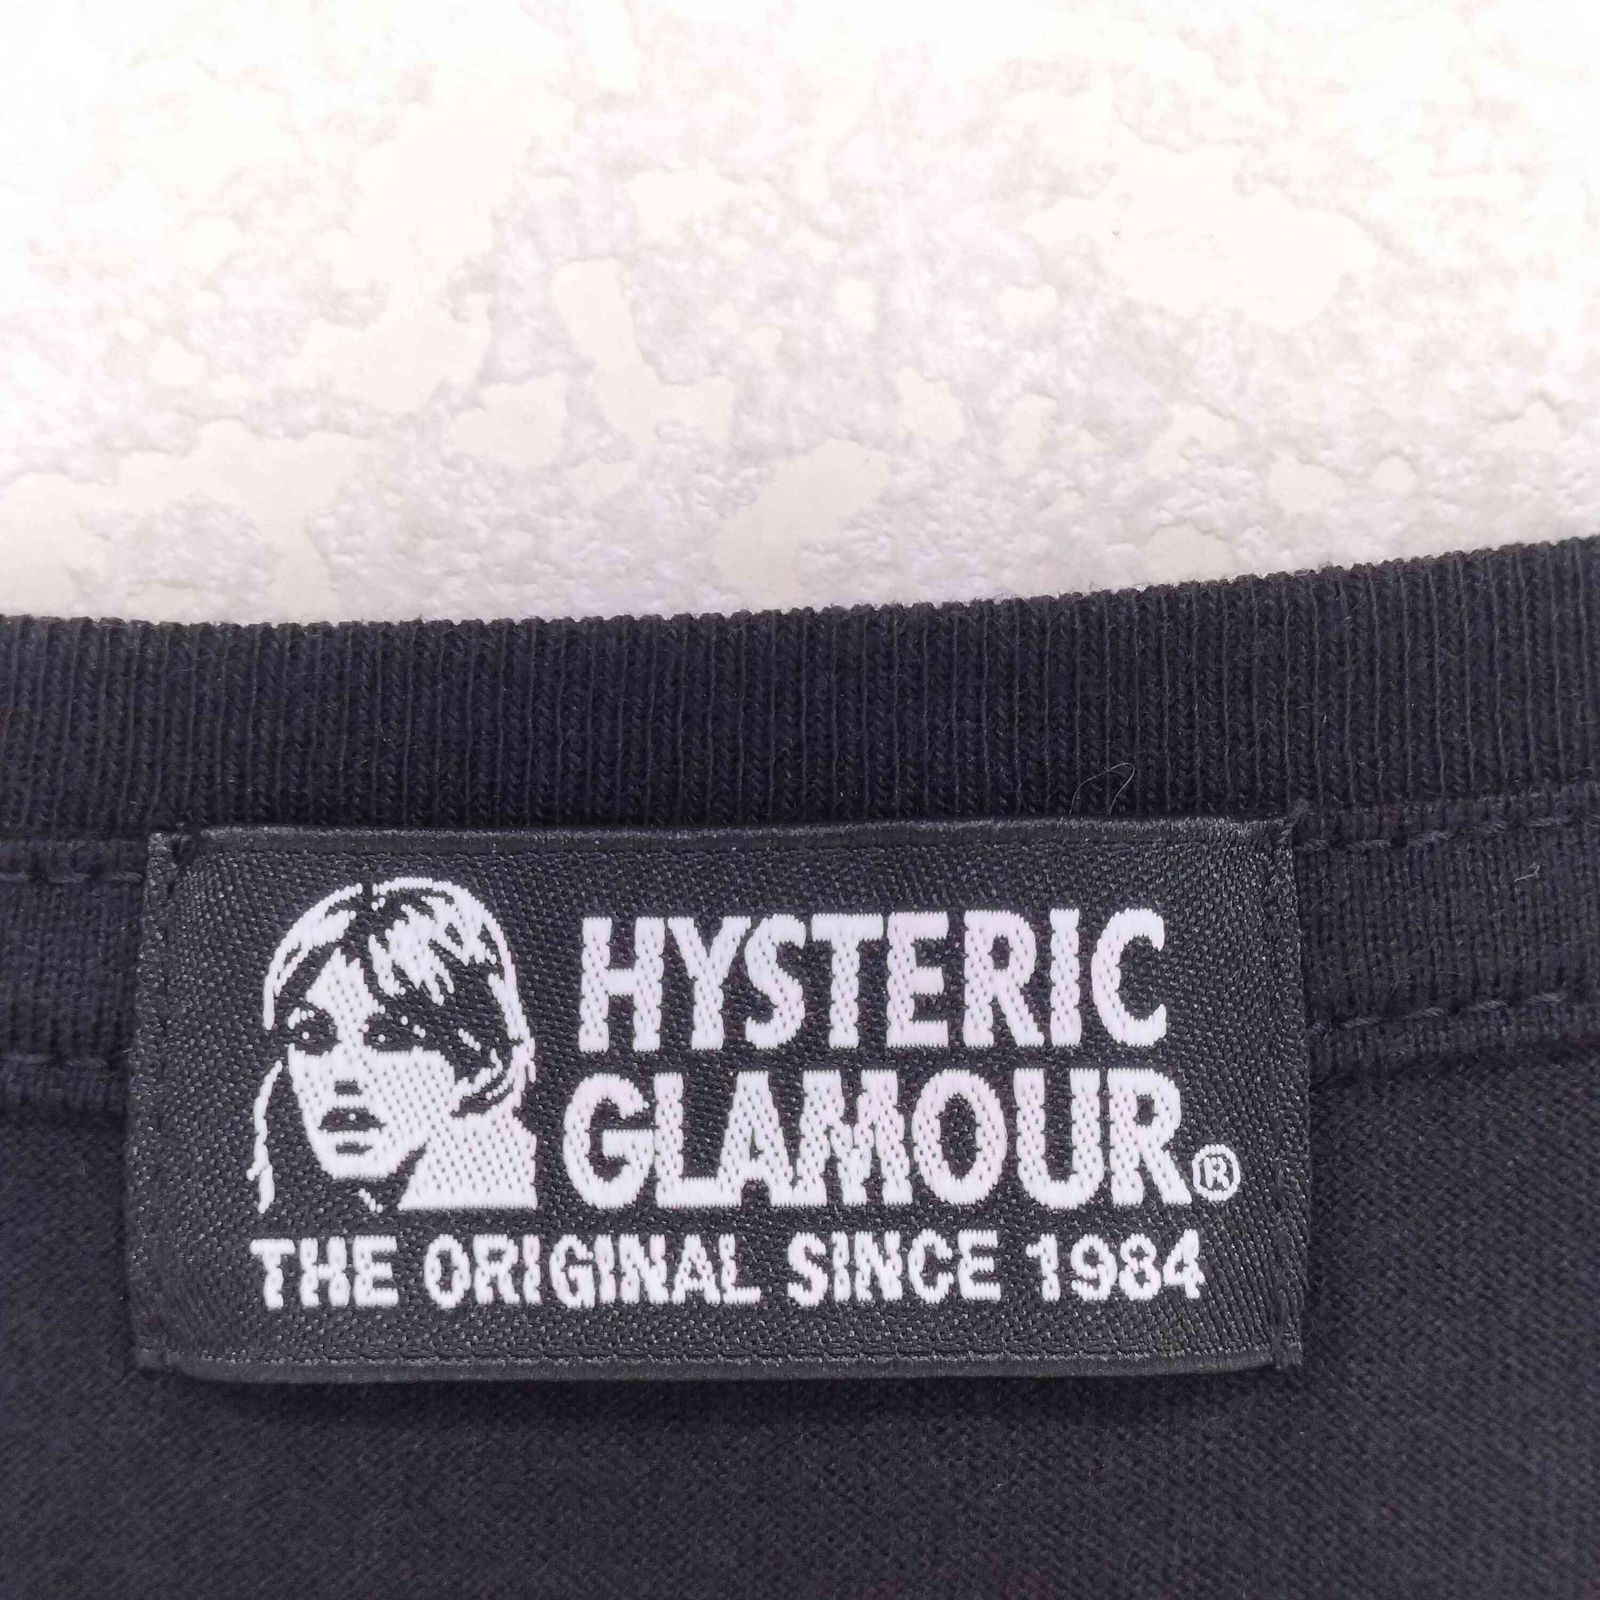 HYSTERIC
GLAMOUR®
THE ORIGINAL SINCE 1984